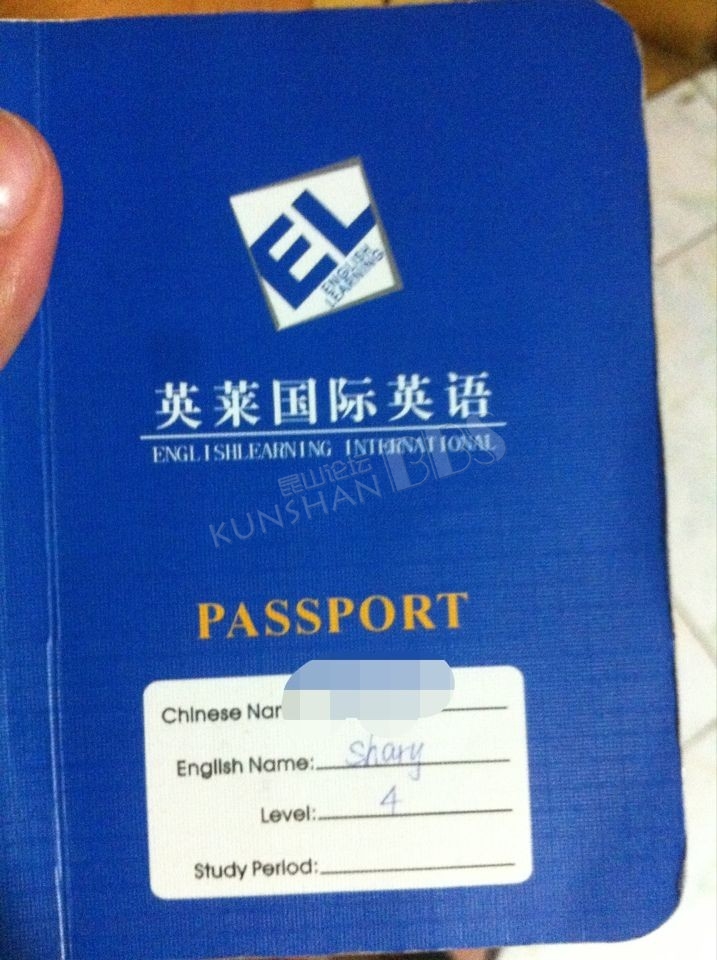 EL
ENGLISH
LEARNING
英莱国际英语
ENGLISHLEARNING INTERNATIONAL
昆山论坛
KUNSHAN BBS
PASSPORT
Chinese Nar
English Name: Shary
Level: 4
Study Period: